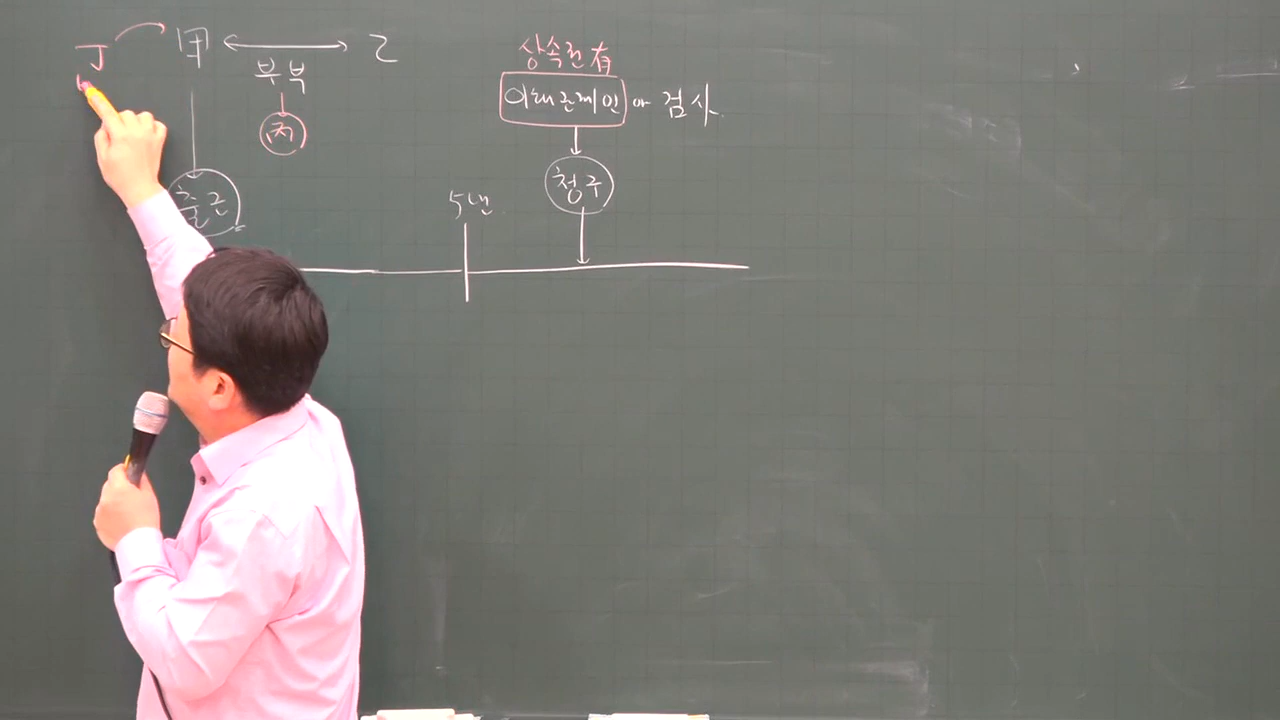 丁 甲 乙
부부
丙
출근
5년
상속권 有
이해관계인 or 검사
청구